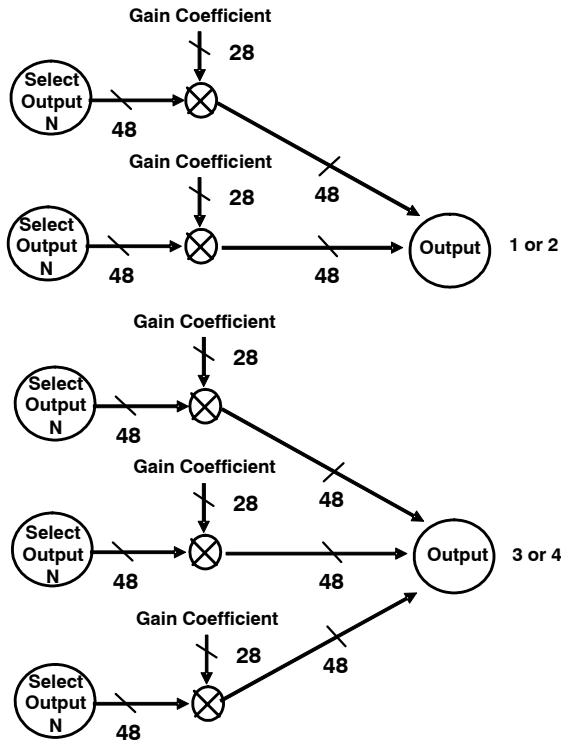 Gain Coefficient
28
Select
Output
N
48
48
Gain Coefficient
28
Select
Output
N
48
48
Output
1 or 2
Gain Coefficient
28
Select
Output
N
48
48
Gain Coefficient
28
Select
Output
N
48
48
Output
3 or 4
Gain Coefficient
28
Select
Output
N
48
48